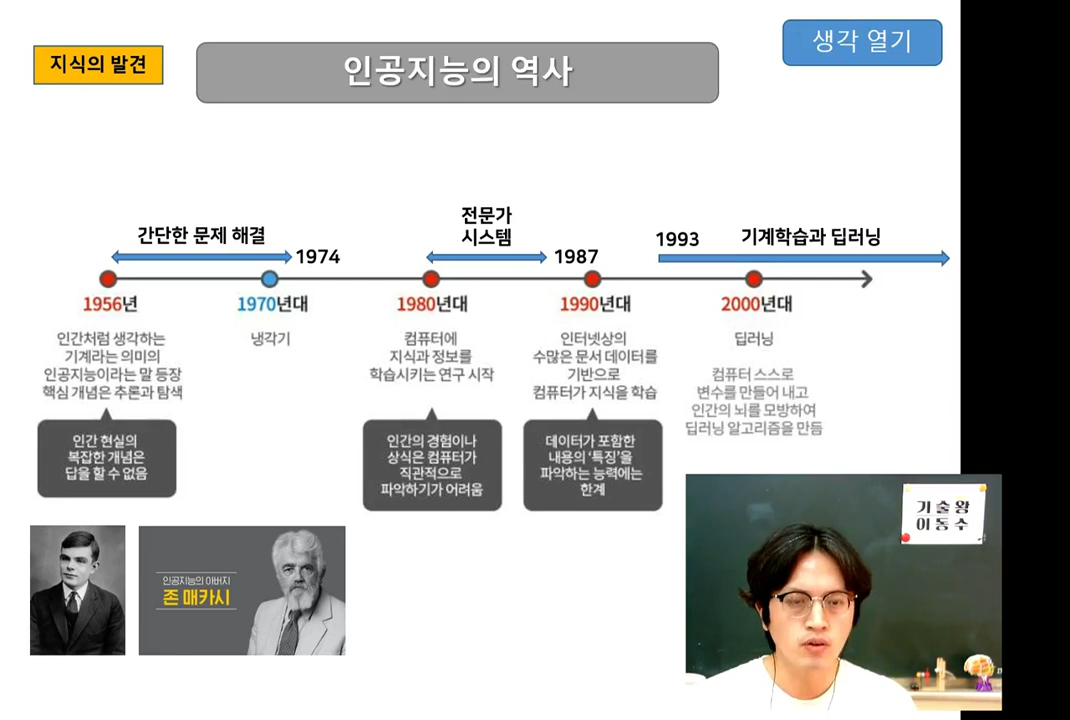 생각 열기
지식의 발견
인공지능의 역사
간단한 문제 해결
1974
전문가
시스템
1987
1993
기계학습과 딥러닝
1956년
인간처럼 생각하는
기계라는 의미의
인공지능이라는 말 등장
핵심 개념은 추론과 탐색
인간 현실의
복잡한 개념은
답을 할 수 없음
1970년대
냉각기
1980년대
컴퓨터에
지식과 정보를
학습시키는 연구 시작
인간의 경험이나
상식은 컴퓨터가
직관적으로
파악하기가 어려움
1990년대
인터넷상의
수많은 문서 데이터를
기반으로
컴퓨터가 지식을 학습
데이터가 포함한
내용의 ‘특징’을
파악하는 능력에는
한계
2000년대
딥러닝
컴퓨터 스스로
변수를 만들어 내고
인간의 뇌를 모방하여
딥러닝 알고리즘을 만듬
인공지능의 아버지
존 매카시
기술왕
이동수